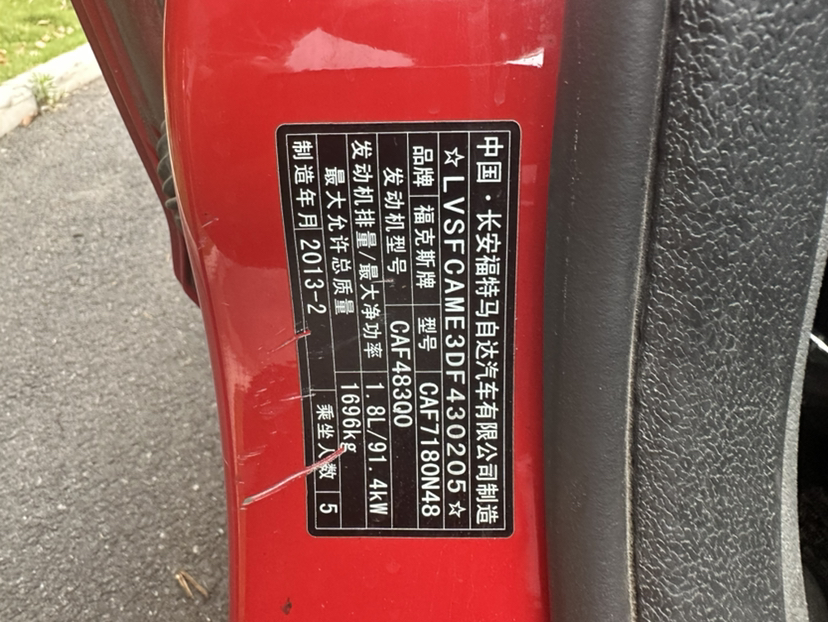 中国·长安福特马自达汽车有限公司制造
☆LVSFCAME3DF430205☆
品牌 福克斯牌 型号 CAF7180N48
发动机型号 CAF483Q0
发动机排量/最大净功率 1.8L/91.4kW
最大允许总质量 1696kg
制造年月 2013-2 乘坐人数 5